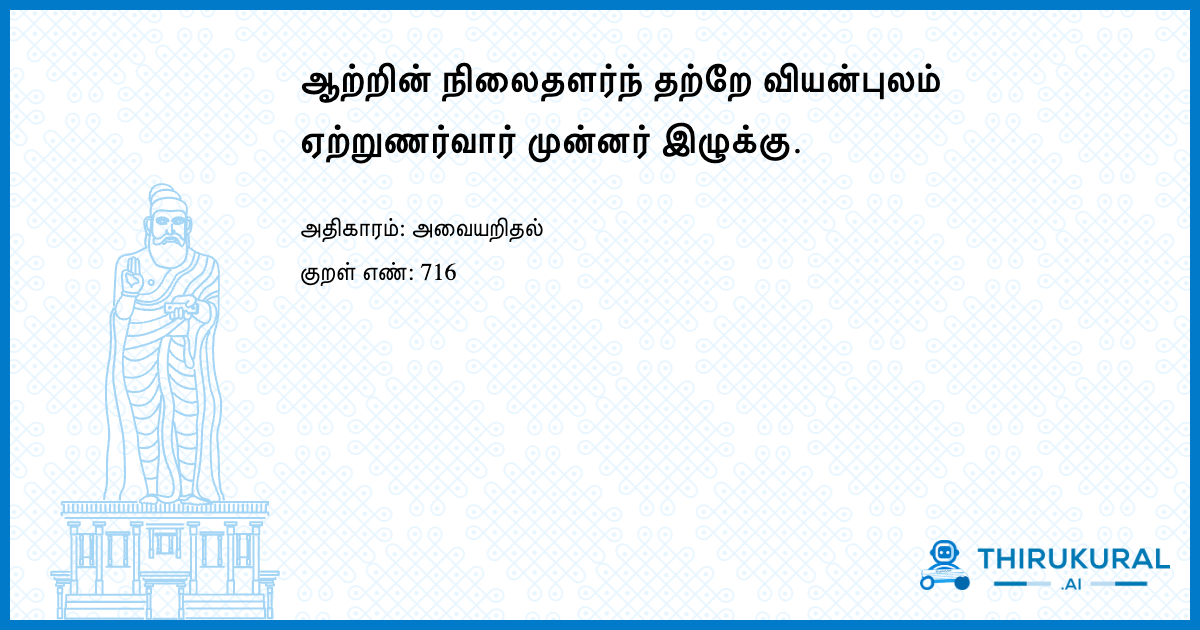 ஆற்றின் நிலைதளர்ந் தற்றே வியன்புலம்
ஏற்றுணர்வார் முன்னர் இழுக்கு.
அதிகாரம்: அவையறிதல்
குறள் எண்: 716
THIRUKURAL
.AI